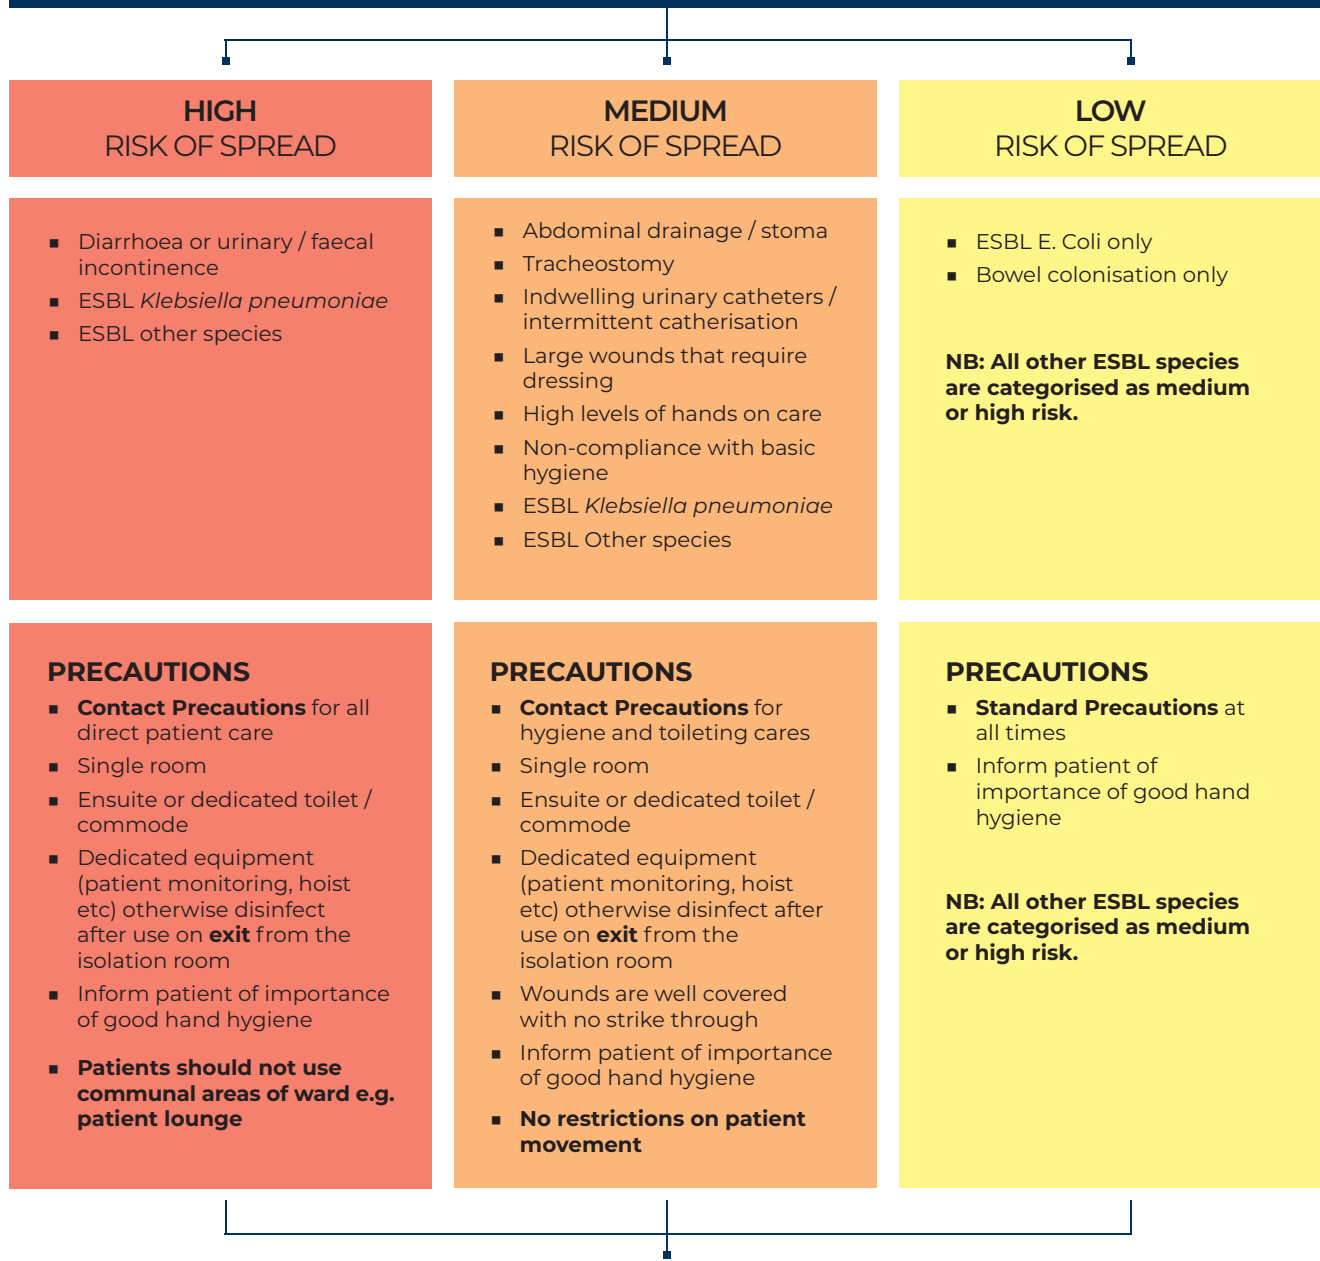 HIGH
RISK OF SPREAD
▪ Diarrhoea or urinary / faecal
incontinence
▪ ESBL Klebsiella pneumoniae
▪ ESBL other species
PRECAUTIONS
▪ Contact Precautions for all
direct patient care
▪ Single room
▪ Ensuite or dedicated toilet /
commode
▪ Dedicated equipment
(patient monitoring, hoist
etc) otherwise disinfect
after use on exit from the
isolation room
▪ Inform patient of importance
of good hand hygiene
▪ Patients should not use
communal areas of ward e.g.
patient lounge
MEDIUM
RISK OF SPREAD
▪ Abdominal drainage / stoma
▪ Tracheostomy
▪ Indwelling urinary catheters /
intermittent catherisation
▪ Large wounds that require
dressing
▪ High levels of hands on care
▪ Non-compliance with basic
hygiene
▪ ESBL Klebsiella pneumoniae
▪ ESBL Other species
PRECAUTIONS
▪ Contact Precautions for
hygiene and toileting cares
▪ Single room
▪ Ensuite or dedicated toilet /
commode
▪ Dedicated equipment
(patient monitoring, hoist
etc) otherwise disinfect after
use on exit from the
isolation room
▪ Wounds are well covered
with no strike through
▪ Inform patient of importance
of good hand hygiene
▪ No restrictions on patient
movement
LOW
RISK OF SPREAD
▪ ESBL E. Coli only
▪ Bowel colonisation only
NB: All other ESBL species
are categorised as medium
or high risk.
PRECAUTIONS
▪ Standard Precautions at
all times
▪ Inform patient of
importance of good hand
hygiene
NB: All other ESBL species
are categorised as medium
or high risk.